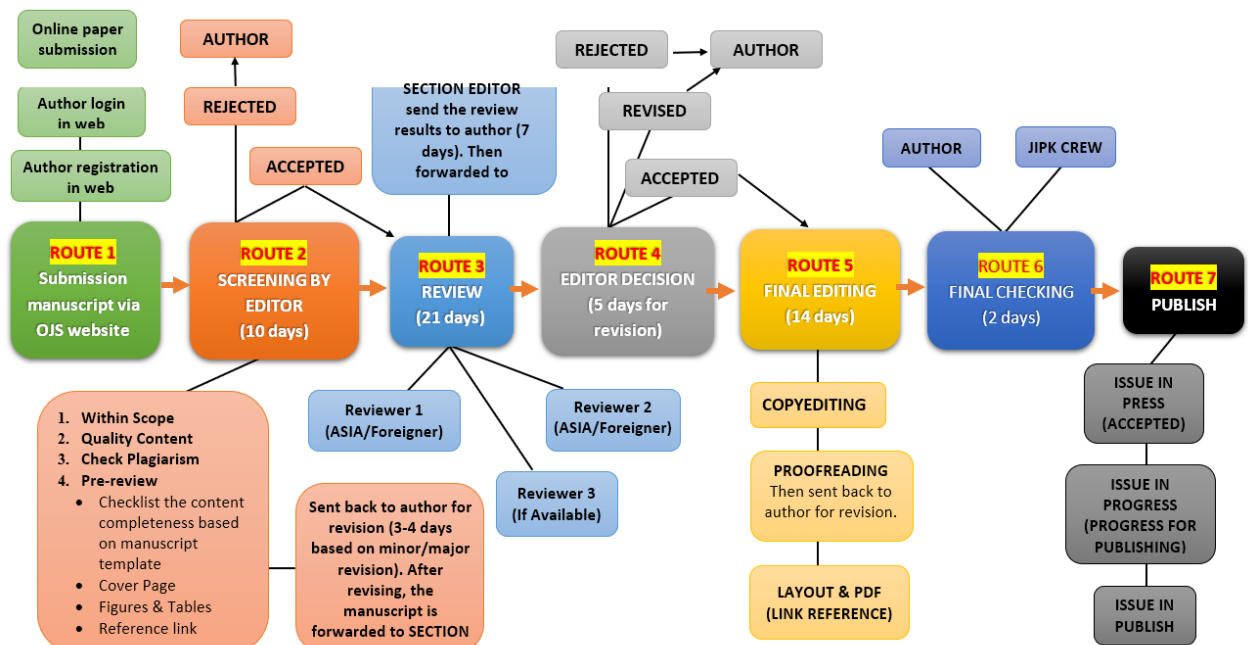 Online paper
submission
Author login
in web
Author registration
in web
ROUTE 1
Submission
manuscript via
OJS website
AUTHOR
REJECTED
ACCEPTED
ROUTE 2
SCREENING BY
EDITOR
(10 days)
1. Within Scope
2. Quality Content
3. Check Plagiarism
4. Pre-review
• Checklist the content
completeness based
on manuscript
template
• Cover Page
• Figures & Tables
• Reference link
Sent back to author for
revision (3-4 days
based on minor/major
revision). After
revising, the
manuscript is
forwarded to SECTION
SECTION EDITOR
send the review
results to author (7
days). Then
forwarded to
ROUTE 3
REVIEW
(21 days)
Reviewer 1
(ASIA/Foreigner)
Reviewer 2
(ASIA/Foreigner)
Reviewer 3
(If Available)
REJECTED
AUTHOR
REVISED
ACCEPTED
ROUTE 4
EDITOR DECISION
(5 days for
revision)
ROUTE 5
FINAL EDITING
(14 days)
COPYEDITING
PROOFREADING
Then sent back to
author for revision.
LAYOUT & PDF
(LINK REFERENCE)
AUTHOR
JIPK CREW
ROUTE 6
FINAL CHECKING
(2 days)
ROUTE 7
PUBLISH
ISSUE IN
PRESS
(ACCEPTED)
ISSUE IN
PROGRESS
(PROGRESS FOR
PUBLISHING)
ISSUE IN
PUBLISH